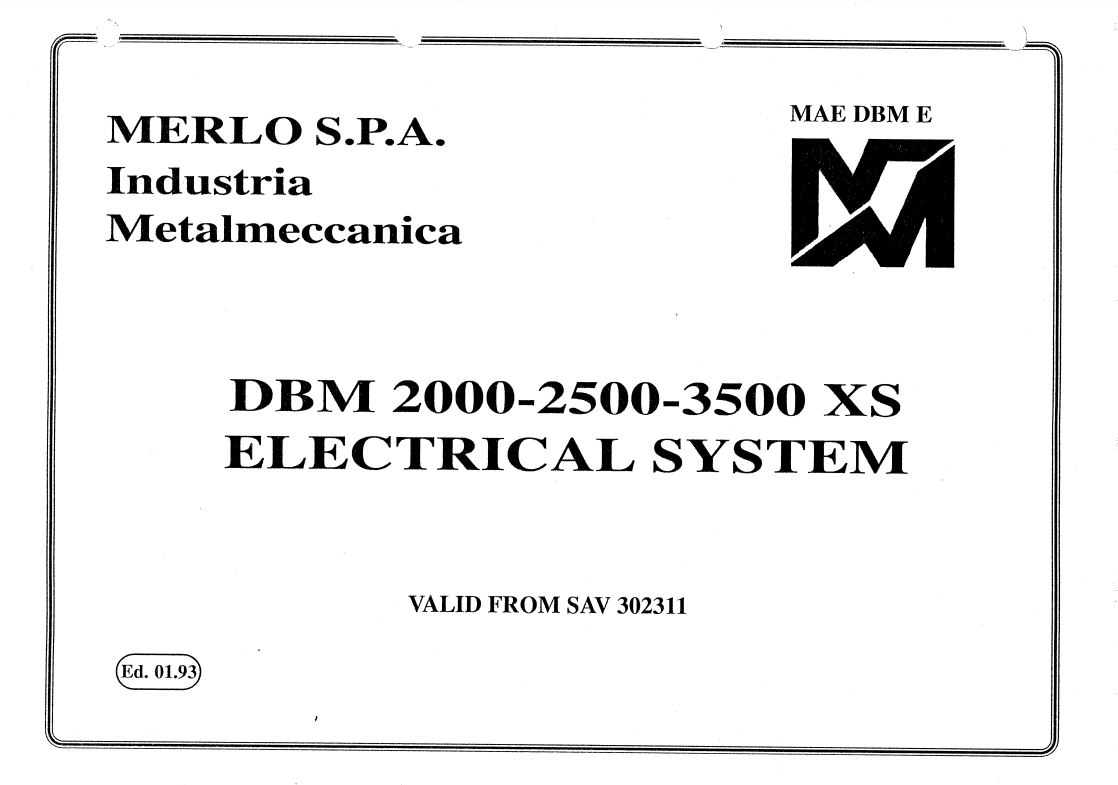 MERLO S.P.A.
Industria
Metalmeccanica
MAE DBM E
DBM 2000-2500-3500 XS
ELECTRICAL SYSTEM
VALID FROM SAV 302311
Ed. 01.93